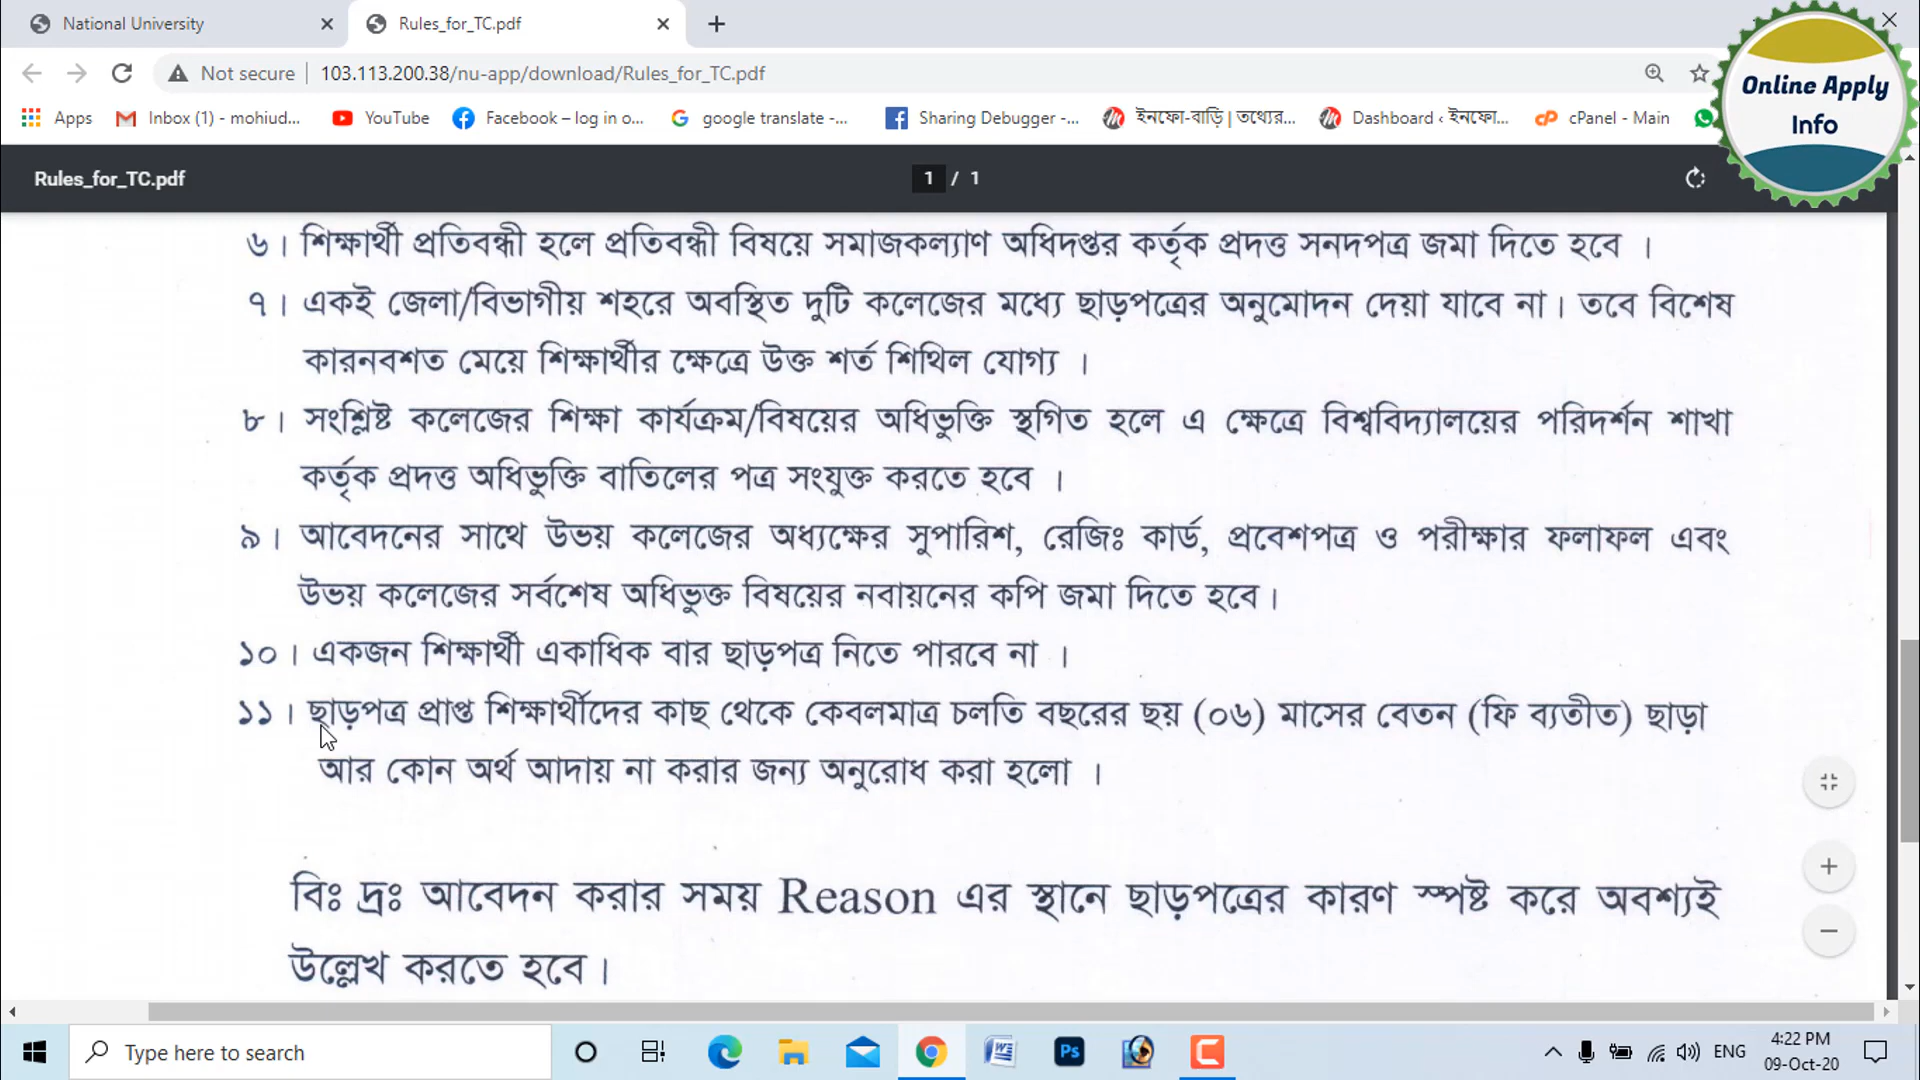 National University
Rules_for_TC.pdf
Not secure
103.113.200.38/nu-app/download/Rules_for_TC.pdf
Online Apply
Info
Apps
Inbox (1) - mohiud...
YouTube
Facebook – log in o...
google translate -...
Sharing Debugger -...
ইনফো-বাড়ি | তথ্যের...
Dashboard ‹ ইনফো...
cPanel - Main
Rules_for_TC.pdf
1 / 1
৬। শিক্ষার্থী প্রতিবন্ধী হলে প্রতিবন্ধী বিষয়ে সমাজকল্যাণ অধিদপ্তর কর্তৃক প্রদত্ত সনদপত্র জমা দিতে হবে ।
৭। একই জেলা/বিভাগীয় শহরে অবস্থিত দুটি কলেজের মধ্যে ছাড়পত্রের অনুমোদন দেয়া যাবে না। তবে বিশেষ
কারনবশত মেয়ে শিক্ষার্থীর ক্ষেত্রে উক্ত শর্ত শিথিল যোগ্য ।
৮। সংশ্লিষ্ট কলেজের শিক্ষা কার্যক্রম/বিষয়ের অধিভুক্তি স্থগিত হলে এ ক্ষেত্রে বিশ্ববিদ্যালয়ের পরিদর্শন শাখা
কর্তৃক প্রদত্ত অধিভুক্তি বাতিলের পত্র সংযুক্ত করতে হবে ।
৯। আবেদনের সাথে উভয় কলেজের অধ্যক্ষের সুপারিশ, রেজিঃ কার্ড, প্রবেশপত্র ও পরীক্ষার ফলাফল এবং
উভয় কলেজের সর্বশেষ অধিভুক্ত বিষয়ের নবায়নের কপি জমা দিতে হবে।
১০। একজন শিক্ষার্থী একাধিক বার ছাড়পত্র নিতে পারবে না ।
১১। ছাড়পত্র প্রাপ্ত শিক্ষার্থীদের কাছ থেকে কেবলমাত্র চলতি বছরের ছয় (০৬) মাসের বেতন (ফি ব্যতীত) ছাড়া
আর কোন অর্থ আদায় না করার জন্য অনুরোধ করা হলো ।
বিঃ দ্রঃ আবেদন করার সময় Reason এর স্থানে ছাড়পত্রের কারণ স্পষ্ট করে অবশ্যই
উল্লেখ করতে হবে।
Type here to search
W
Ps
ENG
4:22 PM
09-Oct-20